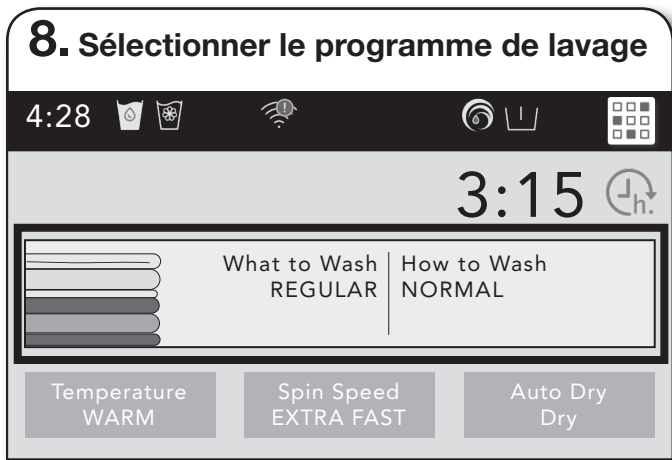 8. Sélectionner le programme de lavage
4:28
3:15 h.
What to Wash | How to Wash
REGULAR | NORMAL
Temperature Spin Speed Auto Dry
WARM EXTRA FAST Dry